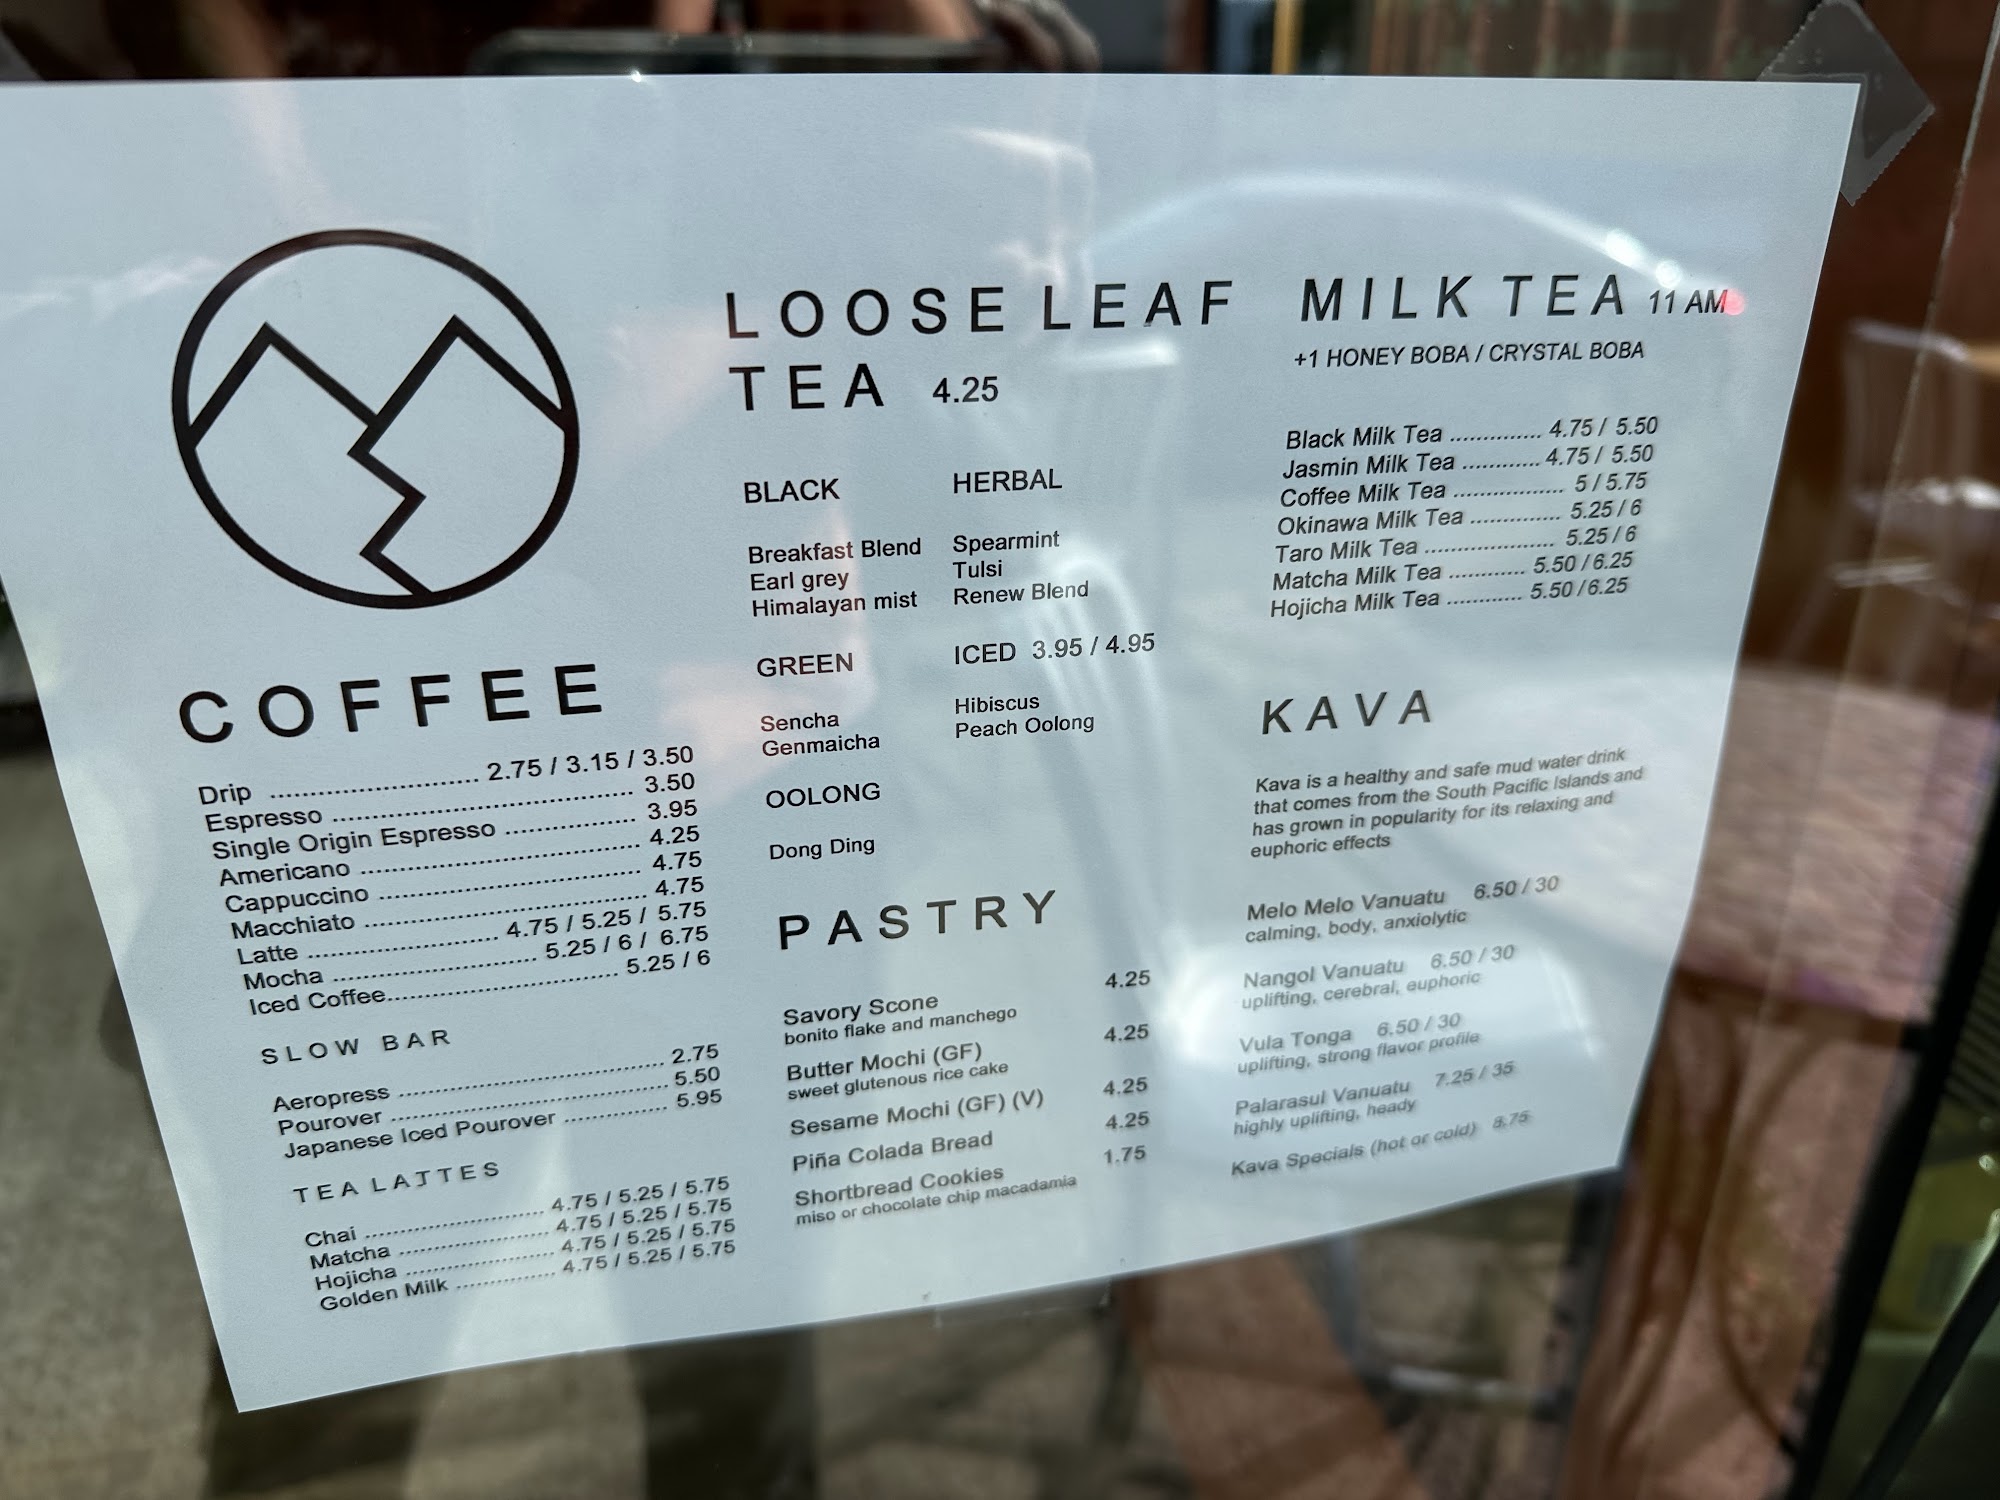 COFFEE
Drip .............................. 2.75 / 3.15 / 3.50
Espresso .......................................... 3.50
Single Origin Espresso .................. 3.95
Americano ...................................... 4.25
Cappuccino .................................... 4.75
Macchiato ....................................... 4.75
Latte .......................... 4.75 / 5.25 / 5.75
Mocha ............................ 5.25 / 6 / 6.75
Iced Coffee................................ 5.25 / 6
SLOW BAR
Aeropress ..................................... 2.75
Pourover ....................................... 5.50
Japanese Iced Pourover ............... 5.95
TEA LATTES
Chai .......................... 4.75 / 5.25 / 5.75
Matcha ...................... 4.75 / 5.25 / 5.75
Hojicha ...................... 4.75 / 5.25 / 5.75
Golden Milk ............... 4.75 / 5.25 / 5.75
LOOSE LEAF
TEA 4.25
BLACK
Breakfast Blend
Earl grey
Himalayan mist
GREEN
Sencha
Genmaicha
OOLONG
Dong Ding
HERBAL
Spearmint
Tulsi
Renew Blend
ICED 3.95 / 4.95
Hibiscus
Peach Oolong
PASTRY
Savory Scone 4.25
bonito flake and manchego
Butter Mochi (GF) 4.25
sweet glutenous rice cake
Sesame Mochi (GF) (V) 4.25
Piña Colada Bread 4.25
Shortbread Cookies 1.75
miso or chocolate chip macadamia
MILK TEA 11 AM
+1 HONEY BOBA / CRYSTAL BOBA
Black Milk Tea .............. 4.75 / 5.50
Jasmin Milk Tea ............ 4.75 / 5.50
Coffee Milk Tea ................. 5 / 5.75
Okinawa Milk Tea .............. 5.25 / 6
Taro Milk Tea .................... 5.25 / 6
Matcha Milk Tea ............ 5.50 / 6.25
Hojicha Milk Tea ............ 5.50 / 6.25
KAVA
Kava is a healthy and safe mud water drink
that comes from the South Pacific Islands and
has grown in popularity for its relaxing and
euphoric effects
Melo Melo Vanuatu 6.50 / 30
calming, body, anxiolytic
Nangol Vanuatu 6.50 / 30
uplifting, cerebral, euphoric
Vula Tonga 6.50 / 30
uplifting, strong flavor profile
Palarasul Vanuatu 7.25 / 35
highly uplifting, heady
Kava Specials (hot or cold) 8.75